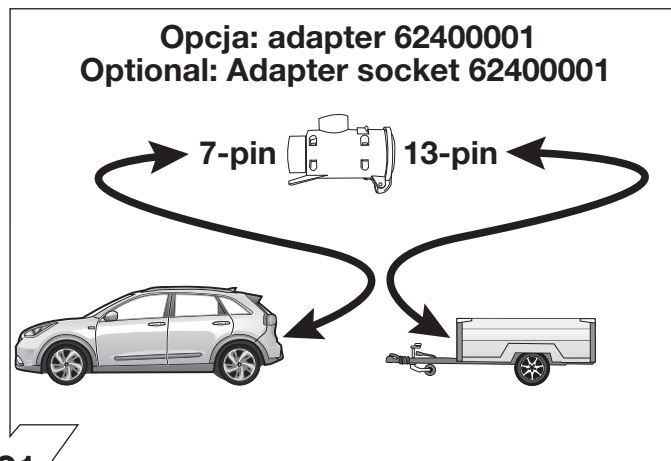 Opcja: adapter 62400001
Optional: Adapter socket 62400001
7-pin 13-pin